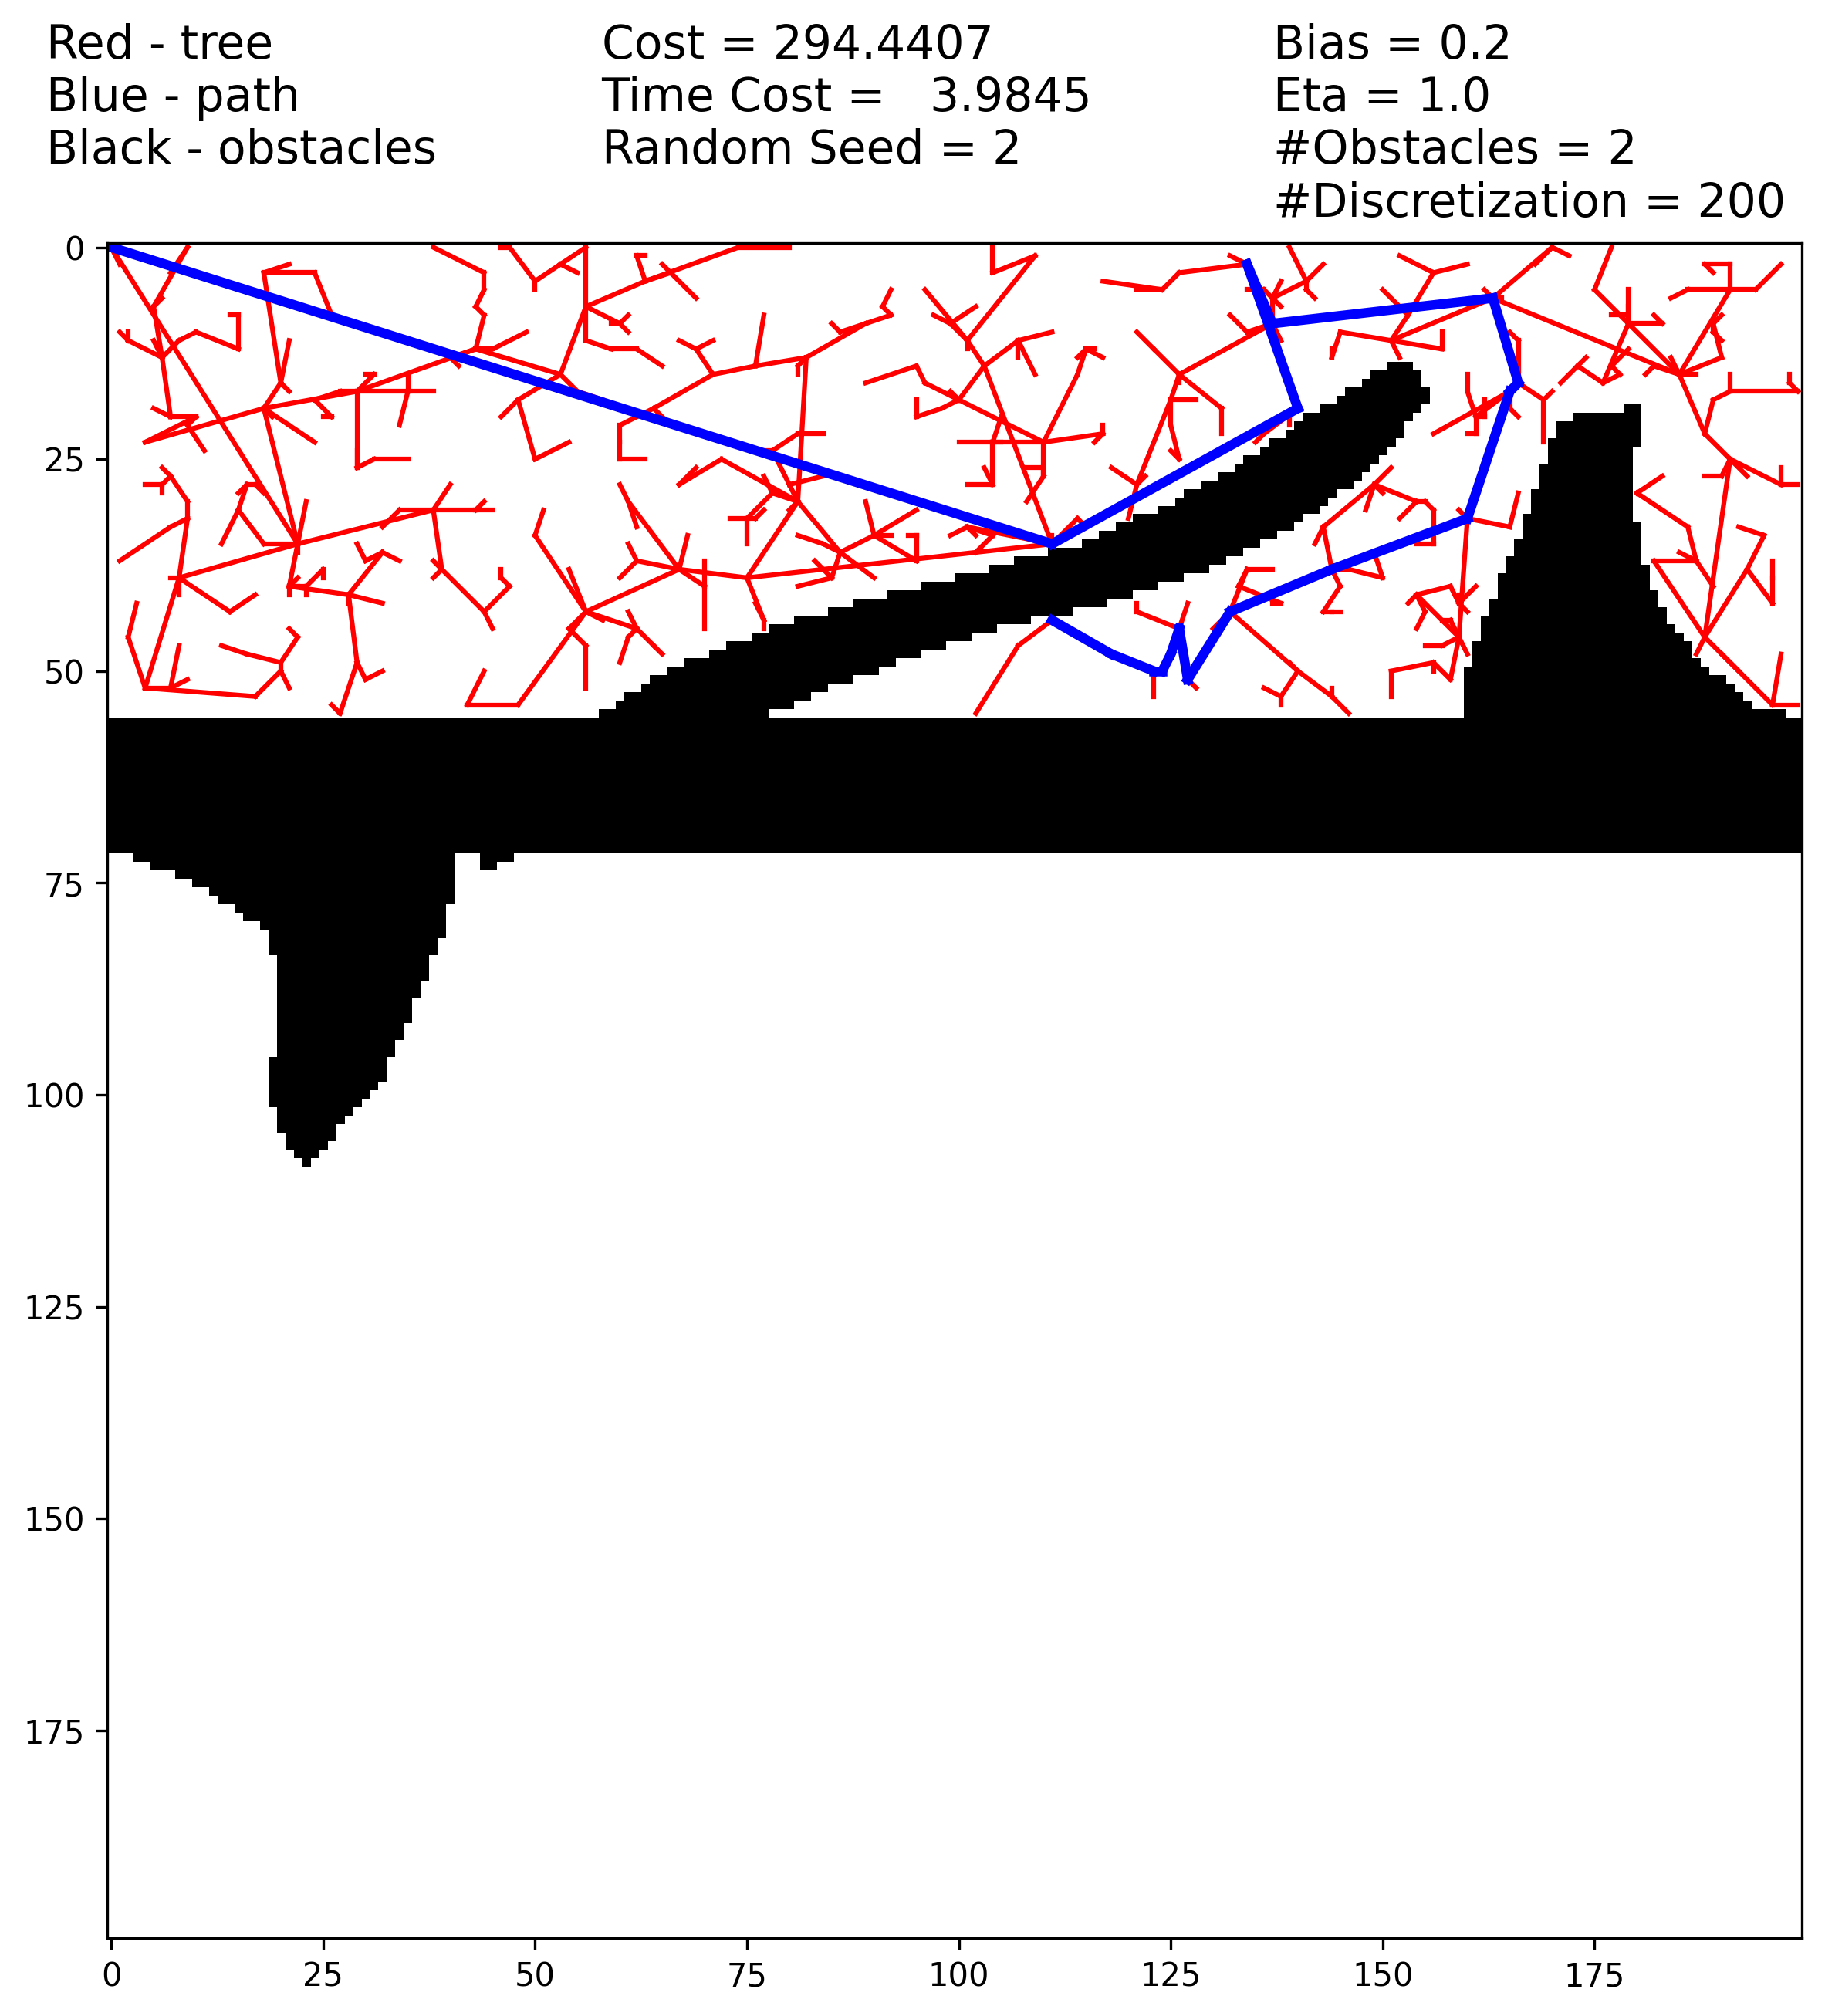 Red - tree
Blue - path
Black - obstacles
Cost = 294.4407
Time Cost =   3.9845
Random Seed = 2
Bias = 0.2
Eta = 1.0
#Obstacles = 2
#Discretization = 200
0
25
50
75
100
125
150
175
0
25
50
75
100
125
150
175